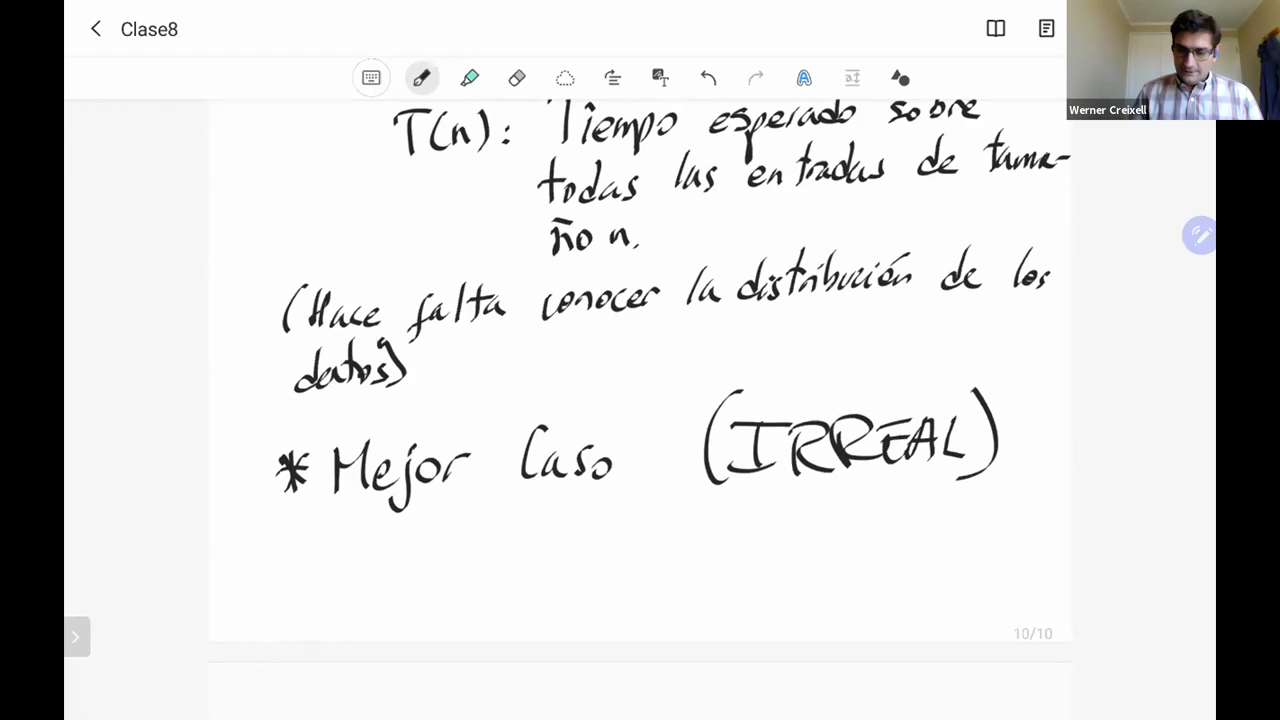 Clase8
Werner Creixell
T(n): Tiempo esperado sobre
todas las entradas de tama-
ño n.
(Hace falta conocer la distribución de los
datos)
* Mejor Caso (IRREAL)
10/10